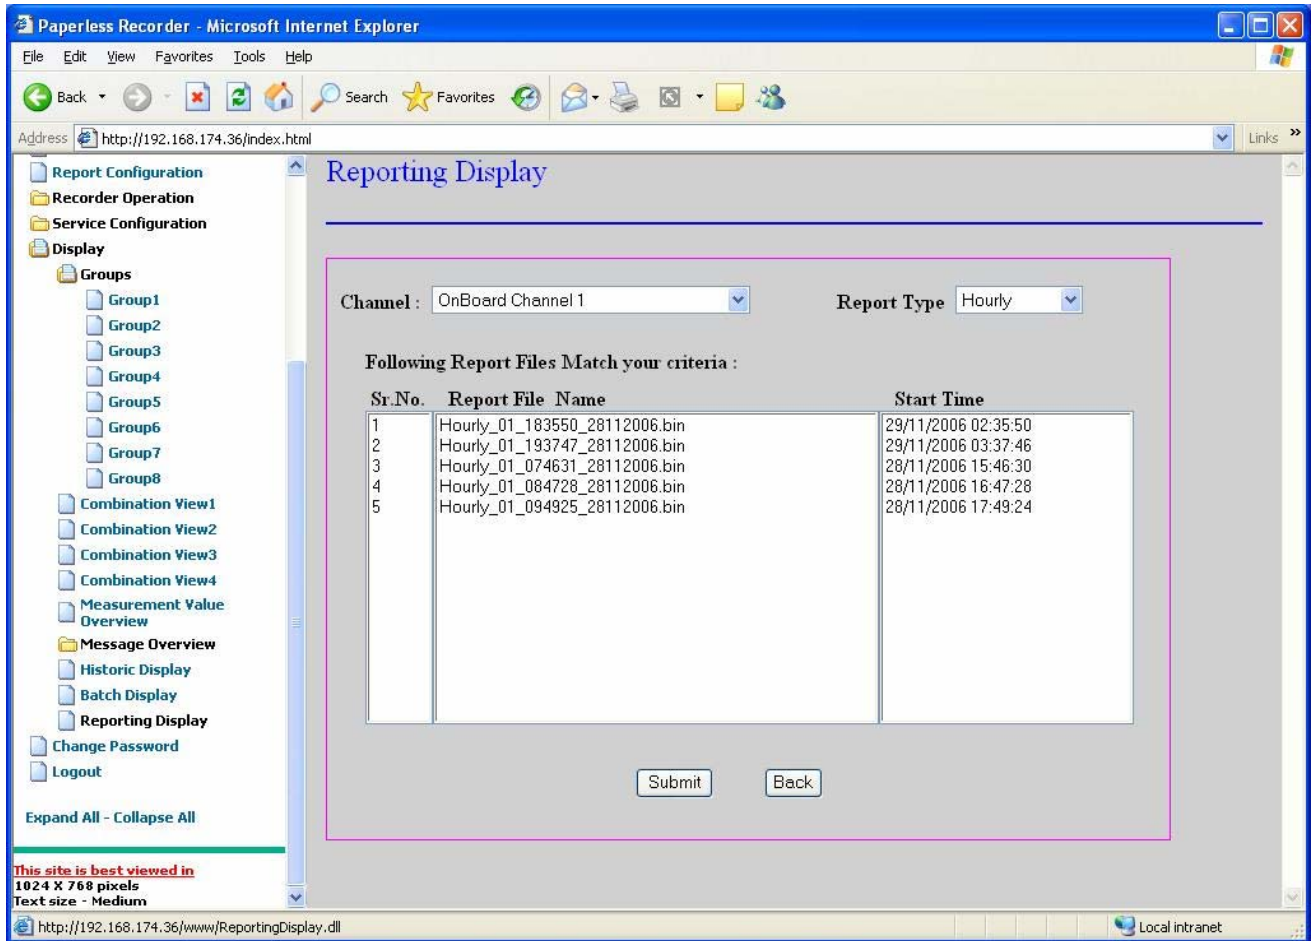 Paperless Recorder - Microsoft Internet Explorer
File Edit View Favorites Tools Help
Back Search Favorites
Address http://192.168.174.36/index.html Links »
Report Configuration
Recorder Operation
Service Configuration
Display
Groups
Group1
Group2
Group3
Group4
Group5
Group6
Group7
Group8
Combination View1
Combination View2
Combination View3
Combination View4
Measurement Value
Overview
Message Overview
Historic Display
Batch Display
Reporting Display
Change Password
Logout
Expand All - Collapse All
This site is best viewed in
1024 X 768 pixels
Text size - Medium
Reporting Display
Channel : OnBoard Channel 1 Report Type Hourly
Following Report Files Match your criteria :
Sr.No. Report File Name Start Time
1 Hourly_01_183550_28112006.bin 29/11/2006 02:35:50
2 Hourly_01_193747_28112006.bin 29/11/2006 03:37:46
3 Hourly_01_074631_28112006.bin 28/11/2006 15:46:30
4 Hourly_01_084728_28112006.bin 28/11/2006 16:47:28
5 Hourly_01_094925_28112006.bin 28/11/2006 17:49:24
Submit Back
http://192.168.174.36/www/ReportingDisplay.dll Local intranet